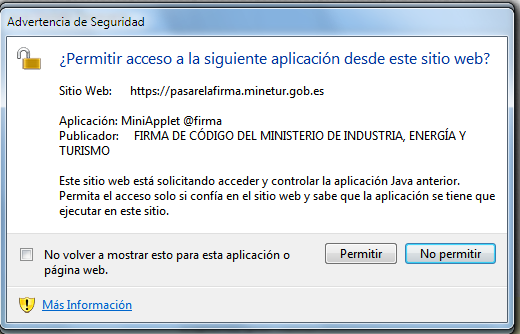 Advertencia de Seguridad
¿Permitir acceso a la siguiente aplicación desde este sitio web?
Sitio Web: https://pasarelafirma.minetur.gob.es
Aplicación: MiniApplet @firma
Publicador: FIRMA DE CÓDIGO DEL MINISTERIO DE INDUSTRIA, ENERGÍA Y
TURISMO
Este sitio web está solicitando acceder y controlar la aplicación Java anterior.
Permita el acceso solo si confía en el sitio web y sabe que la aplicación se tiene que
ejecutar en este sitio.
No volver a mostrar esto para esta aplicación o
página web.
Permitir
No permitir
Más Información